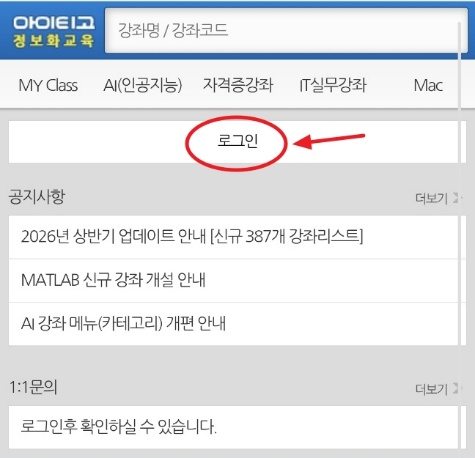 아이티고
정보화교육
강좌명 / 강좌코드
MY Class AI(인공지능) 자격증강좌 IT실무강좌 Mac
로그인
공지사항 더보기
2026년 상반기 업데이트 안내 [신규 387개 강좌리스트]
MATLAB 신규 강좌 개설 안내
AI 강좌 메뉴(카테고리) 개편 안내
1:1문의 더보기
로그인후 확인하실 수 있습니다.